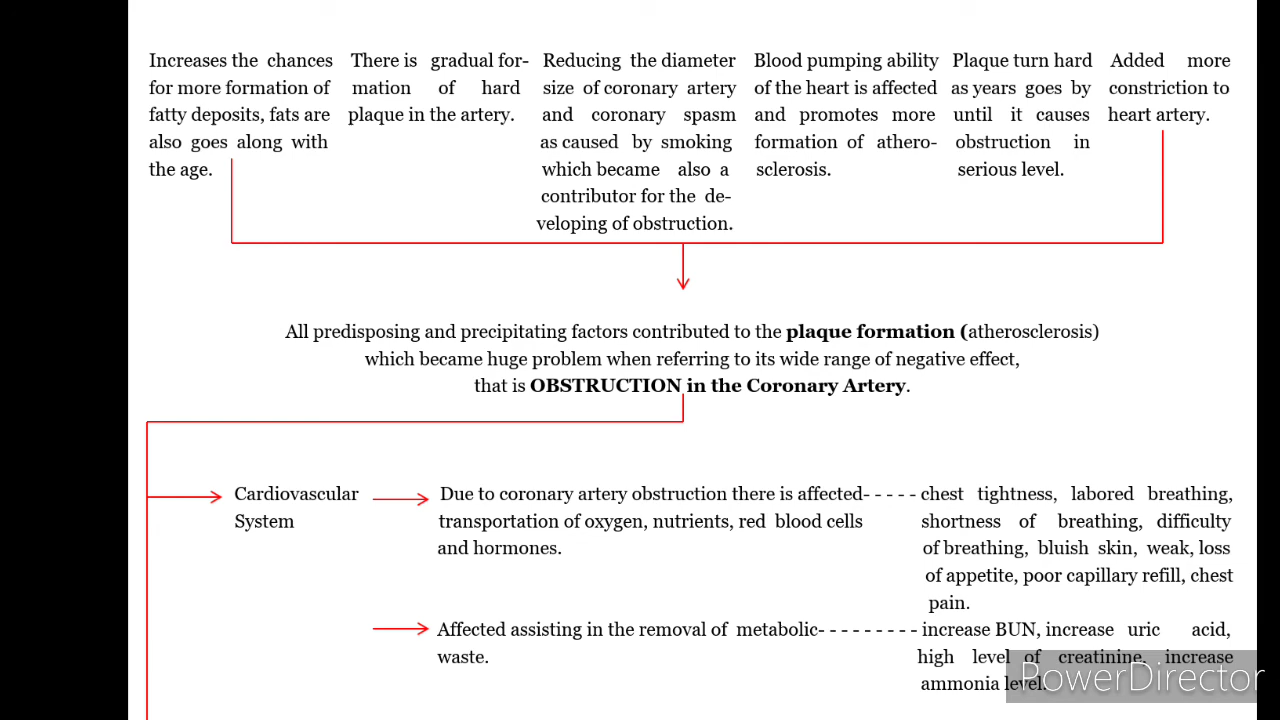 Increases the chances
for more formation of
fatty deposits, fats are
also goes along with
the age.
There is gradual for-
mation of hard
plaque in the artery.
Reducing the diameter
size of coronary artery
and coronary spasm
as caused by smoking
which became also a
contributor for the de-
veloping of obstruction.
Blood pumping ability
of the heart is affected
and promotes more
formation of athero-
sclerosis.
Plaque turn hard
as years goes by
until it causes
obstruction in
serious level.
Added more
constriction to
heart artery.
All predisposing and precipitating factors contributed to the plaque formation (atherosclerosis)
which became huge problem when referring to its wide range of negative effect,
that is OBSTRUCTION in the Coronary Artery.
Cardiovascular
System
Due to coronary artery obstruction there is affected-----
transportation of oxygen, nutrients, red blood cells
and hormones.
chest tightness, labored breathing,
shortness of breathing, difficulty
of breathing, bluish skin, weak, loss
of appetite, poor capillary refill, chest
pain.
Affected assisting in the removal of metabolic---------
waste.
increase BUN, increase uric acid,
high level of creatinine, increase
ammonia level.
PowerDirector